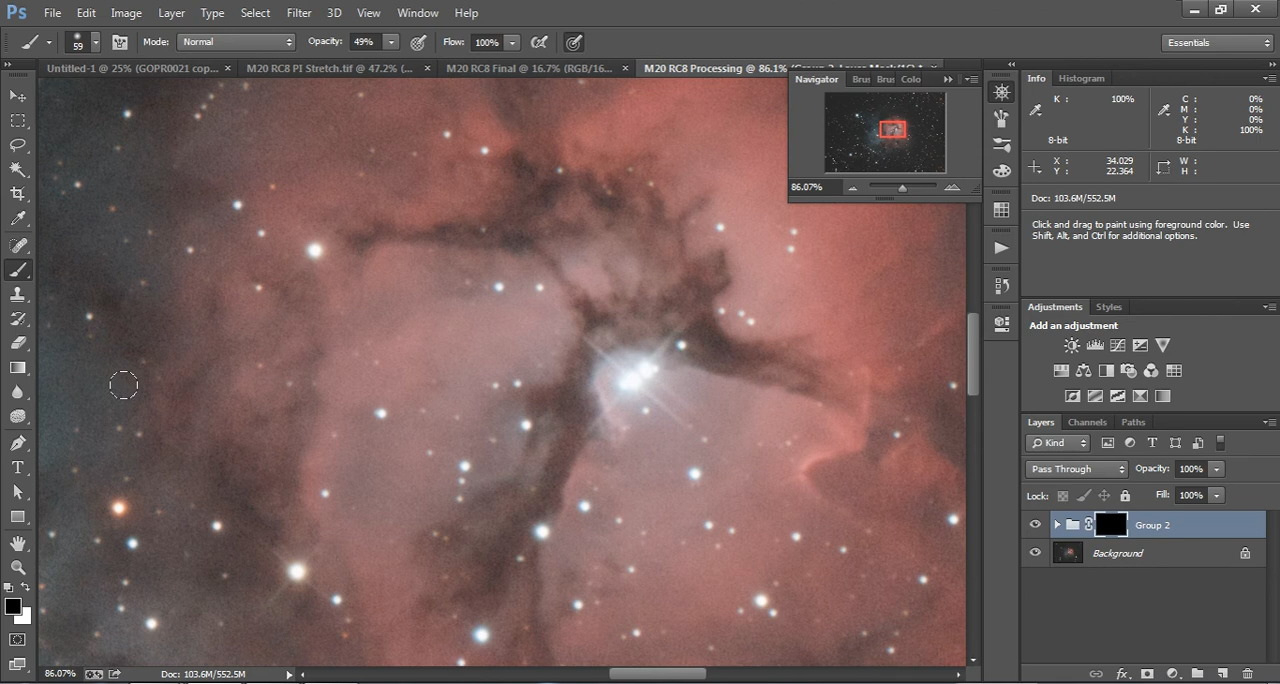 Ps File Edit Image Layer Type Select Filter 3D View Window Help
59 Mode: Normal Opacity: 49% Flow: 100% Essentials
Untitled-1 @ 25% (GOPR0021 cop... × M20 RC8 PI Stretch.tif @ 47.2% (... × M20 RC8 Final @ 16.7% (RGB/16... × M20 RC8 Processing @ 86.1%
Navigator Bru Bru Colo
86.07%
Info Histogram
K : 100% C : 0%
M : 0%
Y : 0%
K : 100%
8-bit 8-bit
X : 34.029 W :
Y : 22.364 H :
Doc: 103.6M/552.5M
Click and drag to paint using foreground color. Use
Shift, Alt, and Ctrl for additional options.
Adjustments Styles
Add an adjustment
Layers Channels Paths
Kind T
Pass Through Opacity: 100%
Lock: Fill: 100%
Group 2
Background
T
86.07% Doc: 103.6M/552.5M